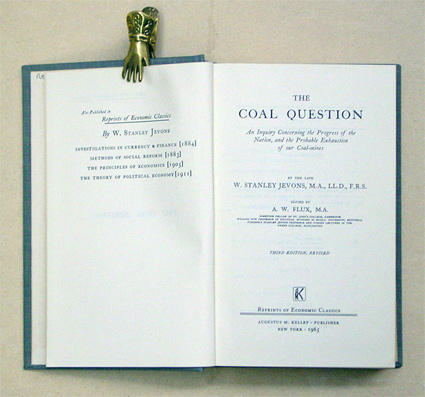 Also Published in
Reprints of Economic Classics
By W. Stanley Jevons
INVESTIGATIONS IN CURRENCY & FINANCE [1884]
METHODS OF SOCIAL REFORM [1883]
THE PRINCIPLES OF ECONOMICS [1905]
THE THEORY OF POLITICAL ECONOMY [1911]
THE
COAL QUESTION
An Inquiry Concerning the Progress of the
Nation, and the Probable Exhaustion
of our Coal-mines
BY THE LATE
W. STANLEY JEVONS, M.A., LL.D., F.R.S.
EDITED BY
A. W. FLUX, M.A.
THIRD EDITION, REVISED
K
REPRINTS OF ECONOMIC CLASSICS
AUGUSTUS M. KELLEY · PUBLISHER
NEW YORK · 1965